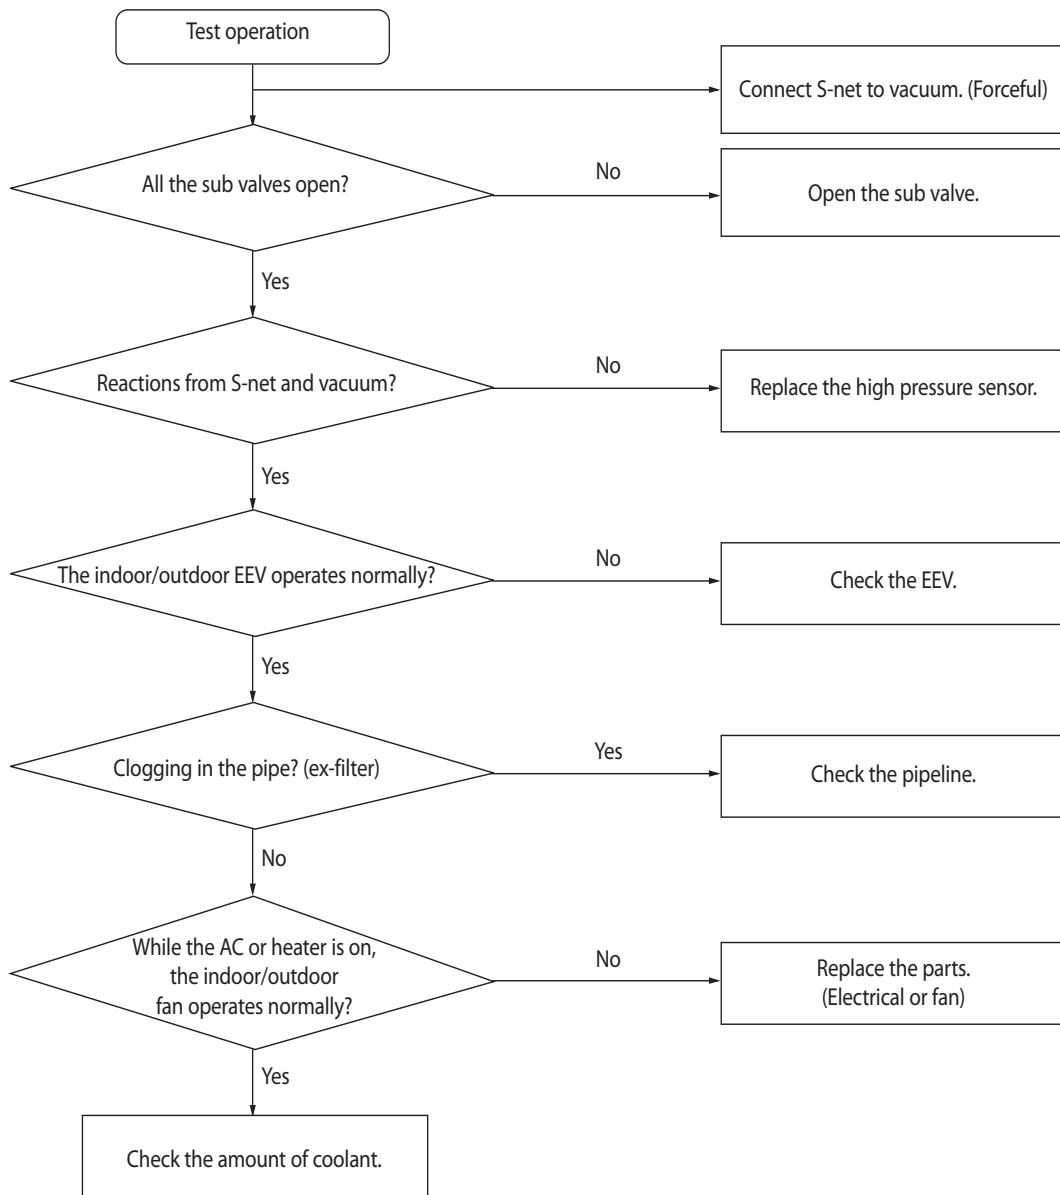 Test operation
Connect S-net to vacuum. (Forceful)
All the sub valves open?
No
Open the sub valve.
Yes
Reactions from S-net and vacuum?
No
Replace the high pressure sensor.
Yes
The indoor/outdoor EEV operates normally?
No
Check the EEV.
Yes
Clogging in the pipe? (ex-filter)
Yes
Check the pipeline.
No
While the AC or heater is on,
the indoor/outdoor
fan operates normally?
No
Replace the parts.
(Electrical or fan)
Yes
Check the amount of coolant.